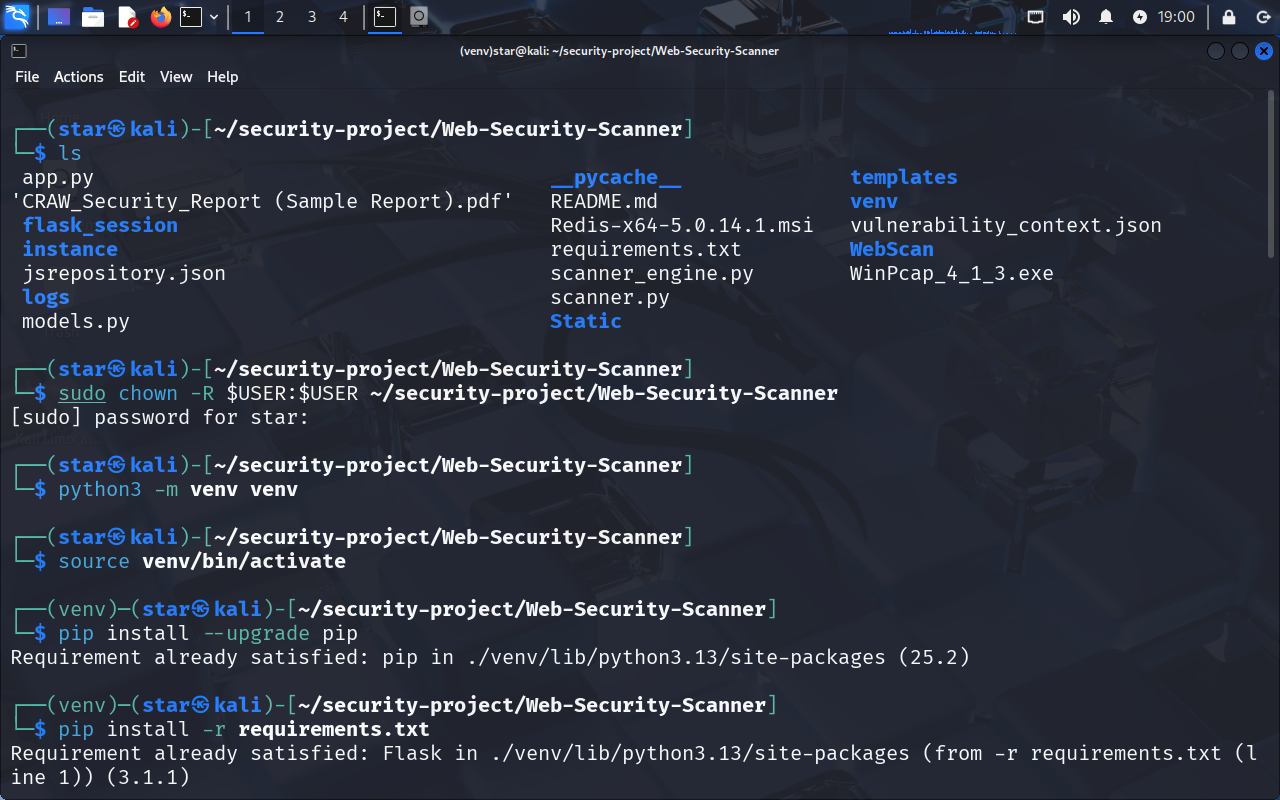 1 2 3 4 19:00
(venv)star@kali: ~/security-project/Web-Security-Scanner
File Actions Edit View Help
┌──(star㉿kali)-[~/security-project/Web-Security-Scanner]
└─$ ls
app.py __pycache__ templates
'CRAW_Security_Report (Sample Report).pdf' README.md venv
flask_session Redis-x64-5.0.14.1.msi vulnerability_context.json
instance requirements.txt WebScan
jsrepository.json scanner_engine.py WinPcap_4_1_3.exe
logs scanner.py
models.py Static
┌──(star㉿kali)-[~/security-project/Web-Security-Scanner]
└─$ sudo chown -R $USER:$USER ~/security-project/Web-Security-Scanner
[sudo] password for star:
┌──(star㉿kali)-[~/security-project/Web-Security-Scanner]
└─$ python3 -m venv venv
┌──(star㉿kali)-[~/security-project/Web-Security-Scanner]
└─$ source venv/bin/activate
┌──(venv)─(star㉿kali)-[~/security-project/Web-Security-Scanner]
└─$ pip install --upgrade pip
Requirement already satisfied: pip in ./venv/lib/python3.13/site-packages (25.2)
┌──(venv)─(star㉿kali)-[~/security-project/Web-Security-Scanner]
└─$ pip install -r requirements.txt
Requirement already satisfied: Flask in ./venv/lib/python3.13/site-packages (from -r requirements.txt (l
ine 1)) (3.1.1)